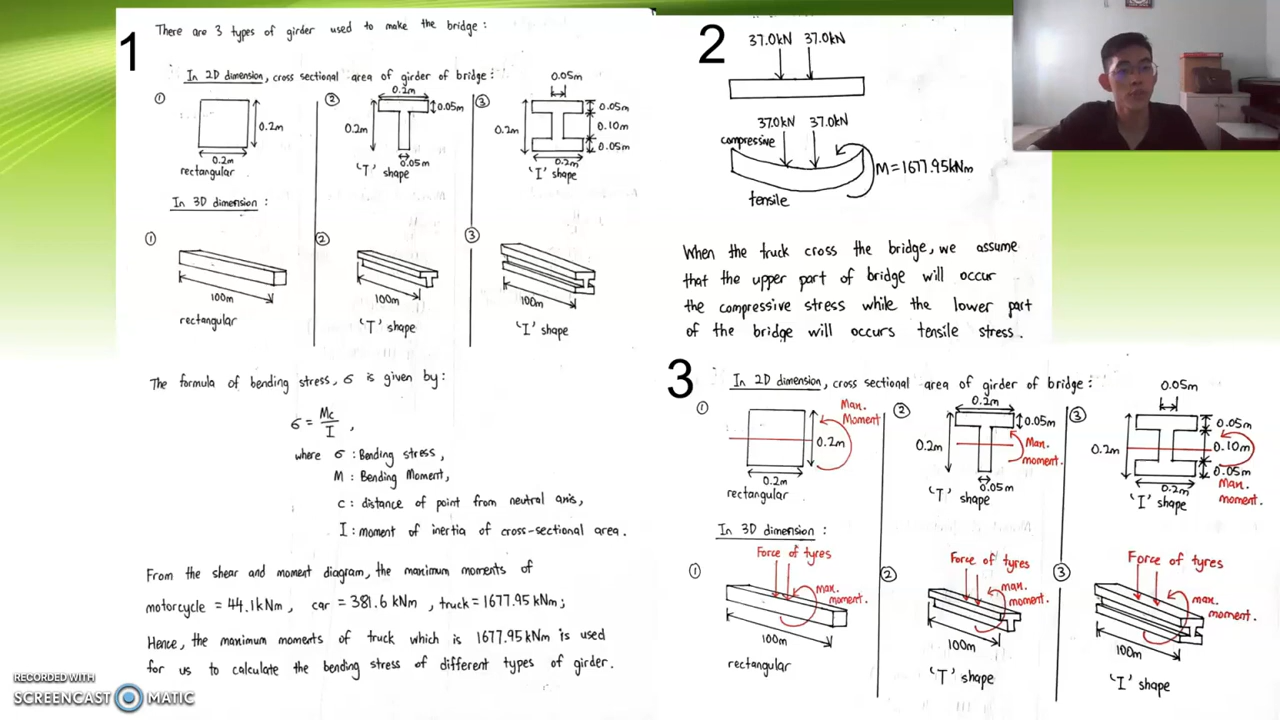 1
There are 3 types of girder used to make the bridge:
In 2D dimension, cross sectional area of girder of bridge:
① ② ③
0.2m
0.2m
rectangular
0.2m
0.05m
0.2m
0.05m
'T' shape
0.05m
0.2m
0.05m
0.10m
0.05m
0.2m
'I' shape
In 3D dimension:
① ② ③
100m
rectangular
100m
'T' shape
100m
'I' shape
The formula of bending stress, σ is given by:
σ = Mc/I,
where σ : Bending stress,
M : Bending Moment,
c : distance of point from neutral axis,
I : moment of inertia of cross-sectional area.
From the shear and moment diagram, the maximum moments of
motorcycle = 44.1kNm, car = 381.6 kNm, truck = 1677.95 kNm;
Hence, the maximum moments of truck which is 1677.95 kNm is used
for us to calculate the bending stress of different types of girder.
2
37.0kN 37.0kN
37.0kN 37.0kN
compressive
M = 1677.95kNm
tensile
When the truck cross the bridge, we assume
that the upper part of bridge will occur
the compressive stress while the lower part
of the bridge will occurs tensile stress.
3
In 2D dimension, cross sectional area of girder of bridge:
① ② ③
Max.
Moment
0.2m
0.2m
rectangular
0.2m
0.05m
0.2m
Max.
moment.
0.05m
'T' shape
0.05m
0.05m
0.2m
0.10m
0.05m
0.2m
Max.
moment.
'I' shape
In 3D dimension:
① ② ③
Force of tyres
max.
moment.
100m
rectangular
Force of tyres
max.
moment.
100m
'T' shape
Force of tyres
max.
moment.
100m
'I' shape
RECORDED WITH
SCREENCAST MATIC